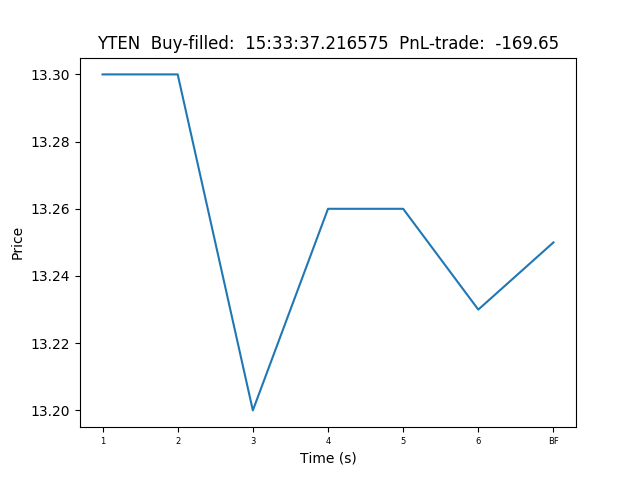 YTEN  Buy-filled:  15:33:37.216575  PnL-trade:  -169.65
Price
13.30
13.28
13.26
13.24
13.22
13.20
1 2 3 4 5 6 BF
Time (s)